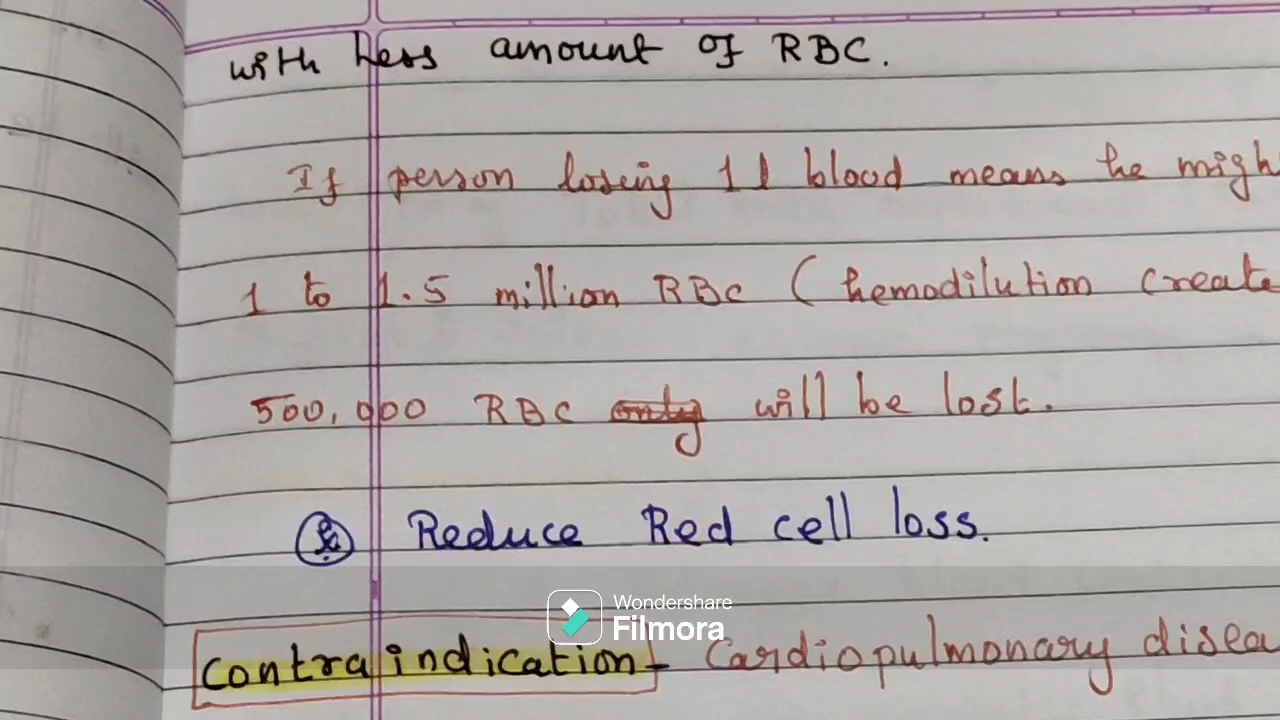 with Less amount of RBC.
If person losing 1 l blood means he migh
1 to 1.5 million RBC ( hemodilution create
500,000 RBC only will be lost.
So Reduce Red cell loss.
Wondershare
Filmora
Contraindication - Cardiopulmonary disea